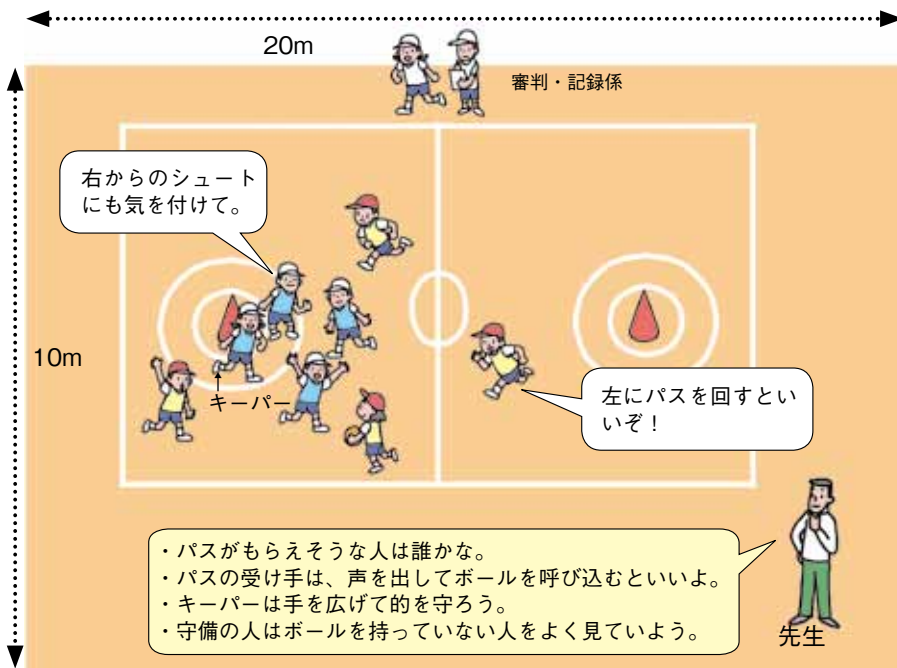 20m
審判・記録係
右からのシュート
にも気を付けて。
10m
キーパー
左にパスを回すとい
いぞ！
・パスがもらえそうな人は誰かな。
・パスの受け手は、声を出してボールを呼び込むといいよ。
・キーパーは手を広げて的を守ろう。
・守備の人はボールを持っていない人をよく見ていよう。
先生